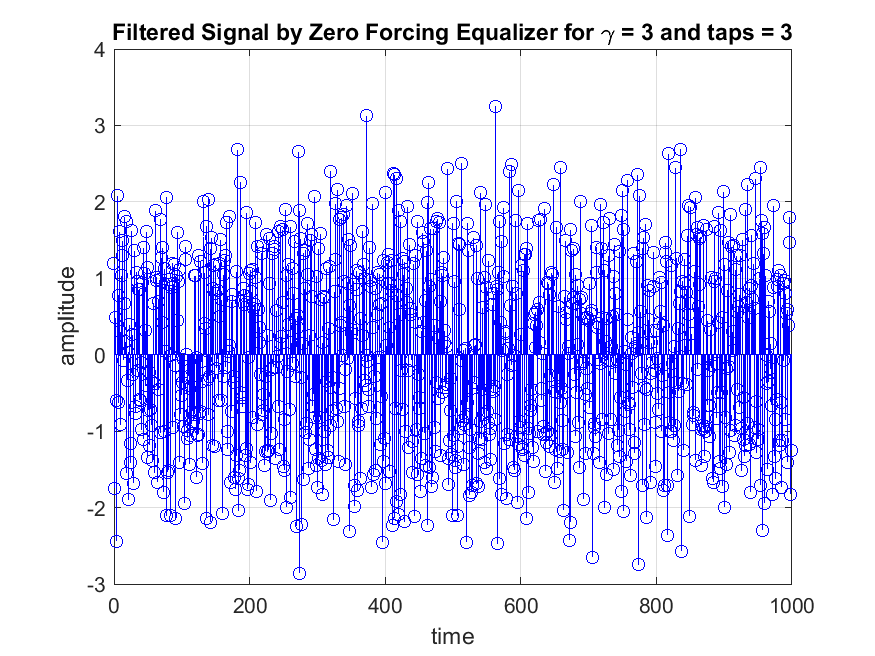 Filtered Signal by Zero Forcing Equalizer for γ = 3 and taps = 3
4
3
2
1
0
-1
-2
-3
amplitude
0 200 400 600 800 1000
time